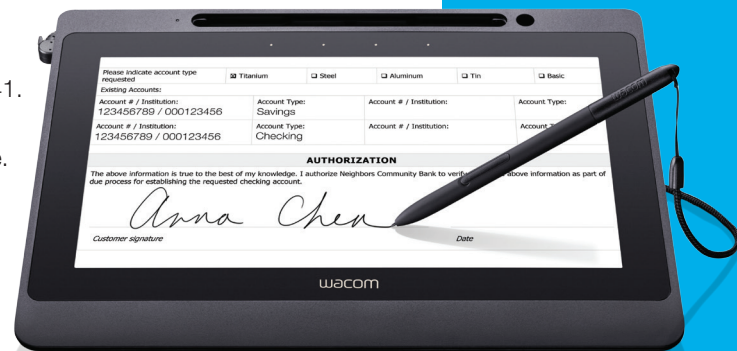 Please indicate account type requested
☒ Titanium ☐ Steel ☐ Aluminum ☐ Tin ☐ Basic
Existing Accounts:
Account # / Institution: Account Type: Account # / Institution: Account Type:
123456789 / 000123456 Savings
Account # / Institution: Account Type: Account # / Institution: Account
123456789 / 000123456 Checking
AUTHORIZATION
The above information is true to the best of my knowledge. I authorize Neighbors Community Bank to above information as part of
due process for establishing the requested checking account.
Anna Chen
Customer signature Date
wacom
1.
e.